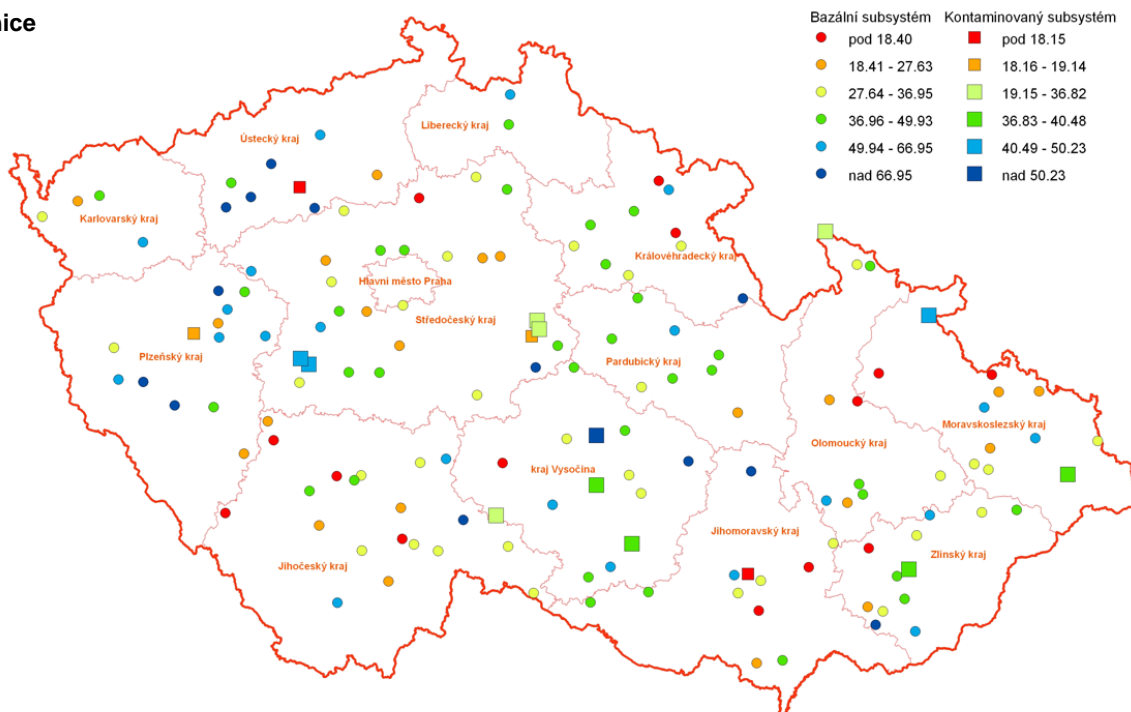 nice
Bazální subsystém Kontaminovaný subsystém
pod 18.40 pod 18.15
18.41 - 27.63 18.16 - 19.14
27.64 - 36.95 19.15 - 36.82
36.96 - 49.93 36.83 - 40.48
49.94 - 66.95 40.49 - 50.23
nad 66.95 nad 50.23
Liberecký kraj
Ústecký kraj
Karlovarský kraj
Královéhradecký kraj
Hlavní město Praha
Středočeský kraj
Plzeňský kraj
Pardubický kraj
Moravskoslezský kraj
Olomoucký kraj
kraj Vysočina
Jihomoravský kraj
Zlínský kraj
Jihočeský kraj